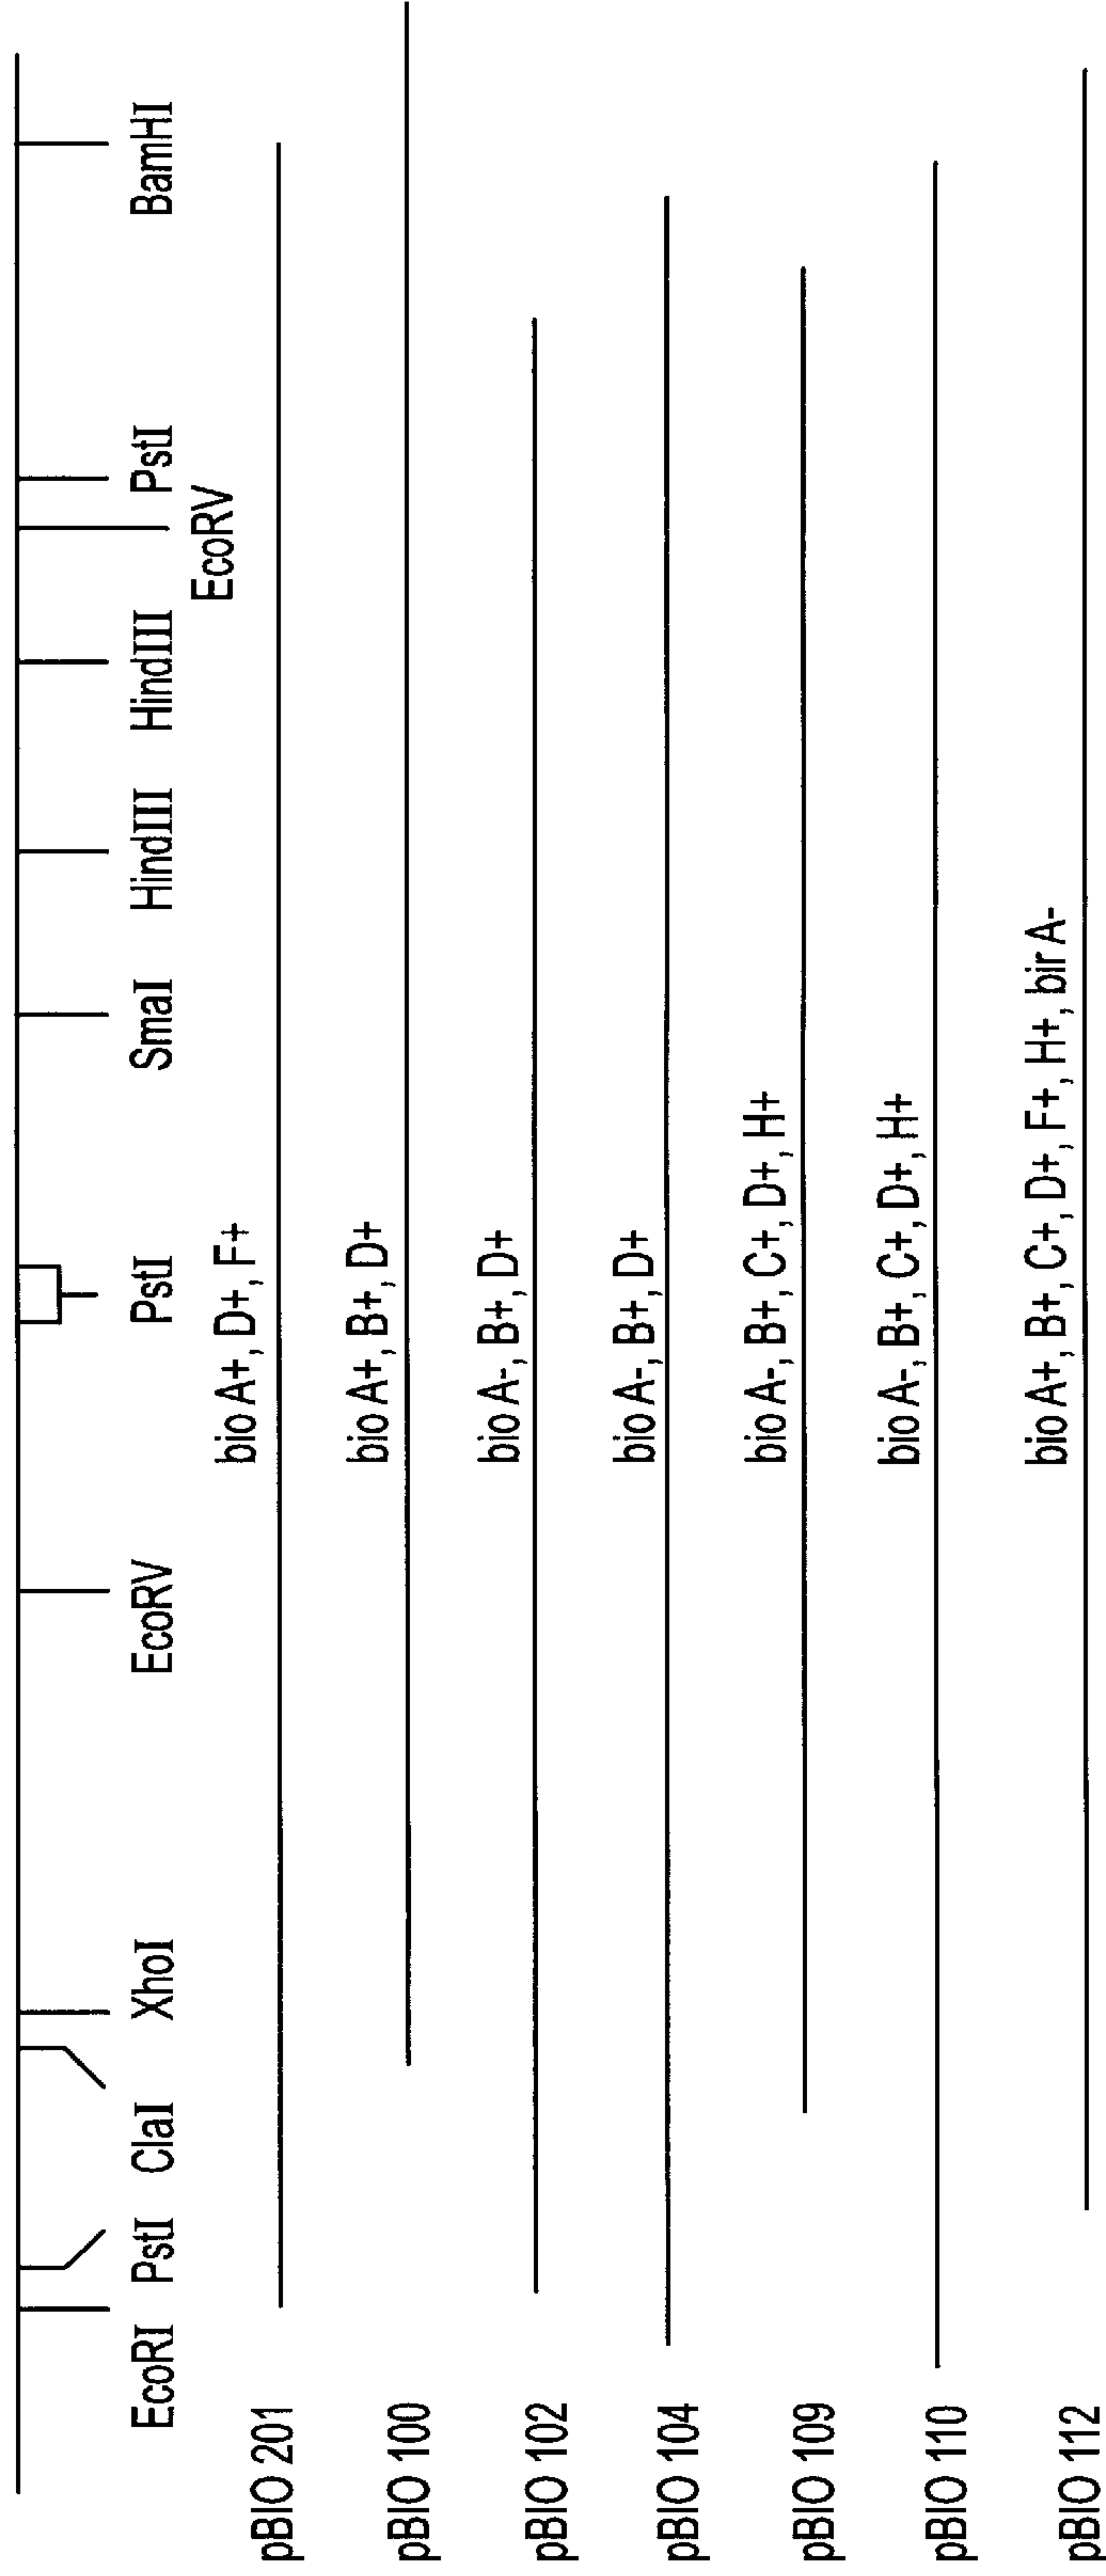 EcoRI PstI ClaI XhoI EcoRV PstI SmaI HindIII HindIII PstI BamHI
EcoRV
pBIO 201 bio A+, D+, F+
pBIO 100 bio A+, B+, D+
pBIO 102 bio A-, B+, D+
pBIO 104 bio A-, B+, D+
pBIO 109 bio A-, B+, C+, D+, H+
pBIO 110 bio A-, B+, C+, D+, H+
pBIO 112 bio A+, B+, C+, D+, F+, H+, bir A-